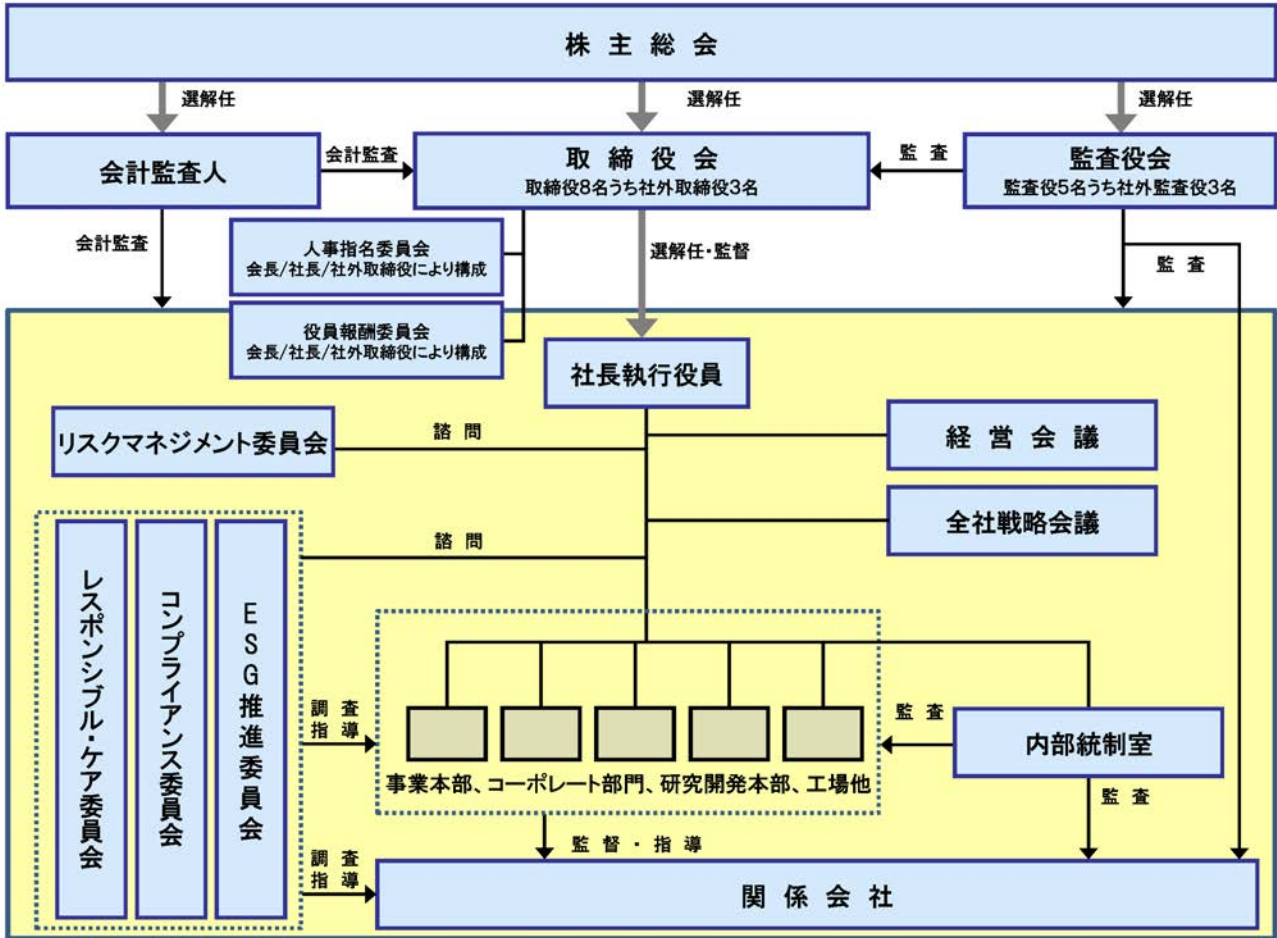 株主総会
選解任
選解任
選解任
会計監査人
会計監査
取締役会
取締役8名うち社外取締役3名
監査
監査役会
監査役5名うち社外監査役3名
会計監査
人事指名委員会
会長/社長/社外取締役により構成
選解任・監督
監査
役員報酬委員会
会長/社長/社外取締役により構成
社長執行役員
リスクマネジメント委員会
諮問
経営会議
全社戦略会議
諮問
レスポンシブル・ケア委員会
コンプライアンス委員会
ESG推進委員会
調査
指導
監査
内部統制室
事業本部、コーポレート部門、研究開発本部、工場他
監査
監督・指導
調査
指導
関係会社